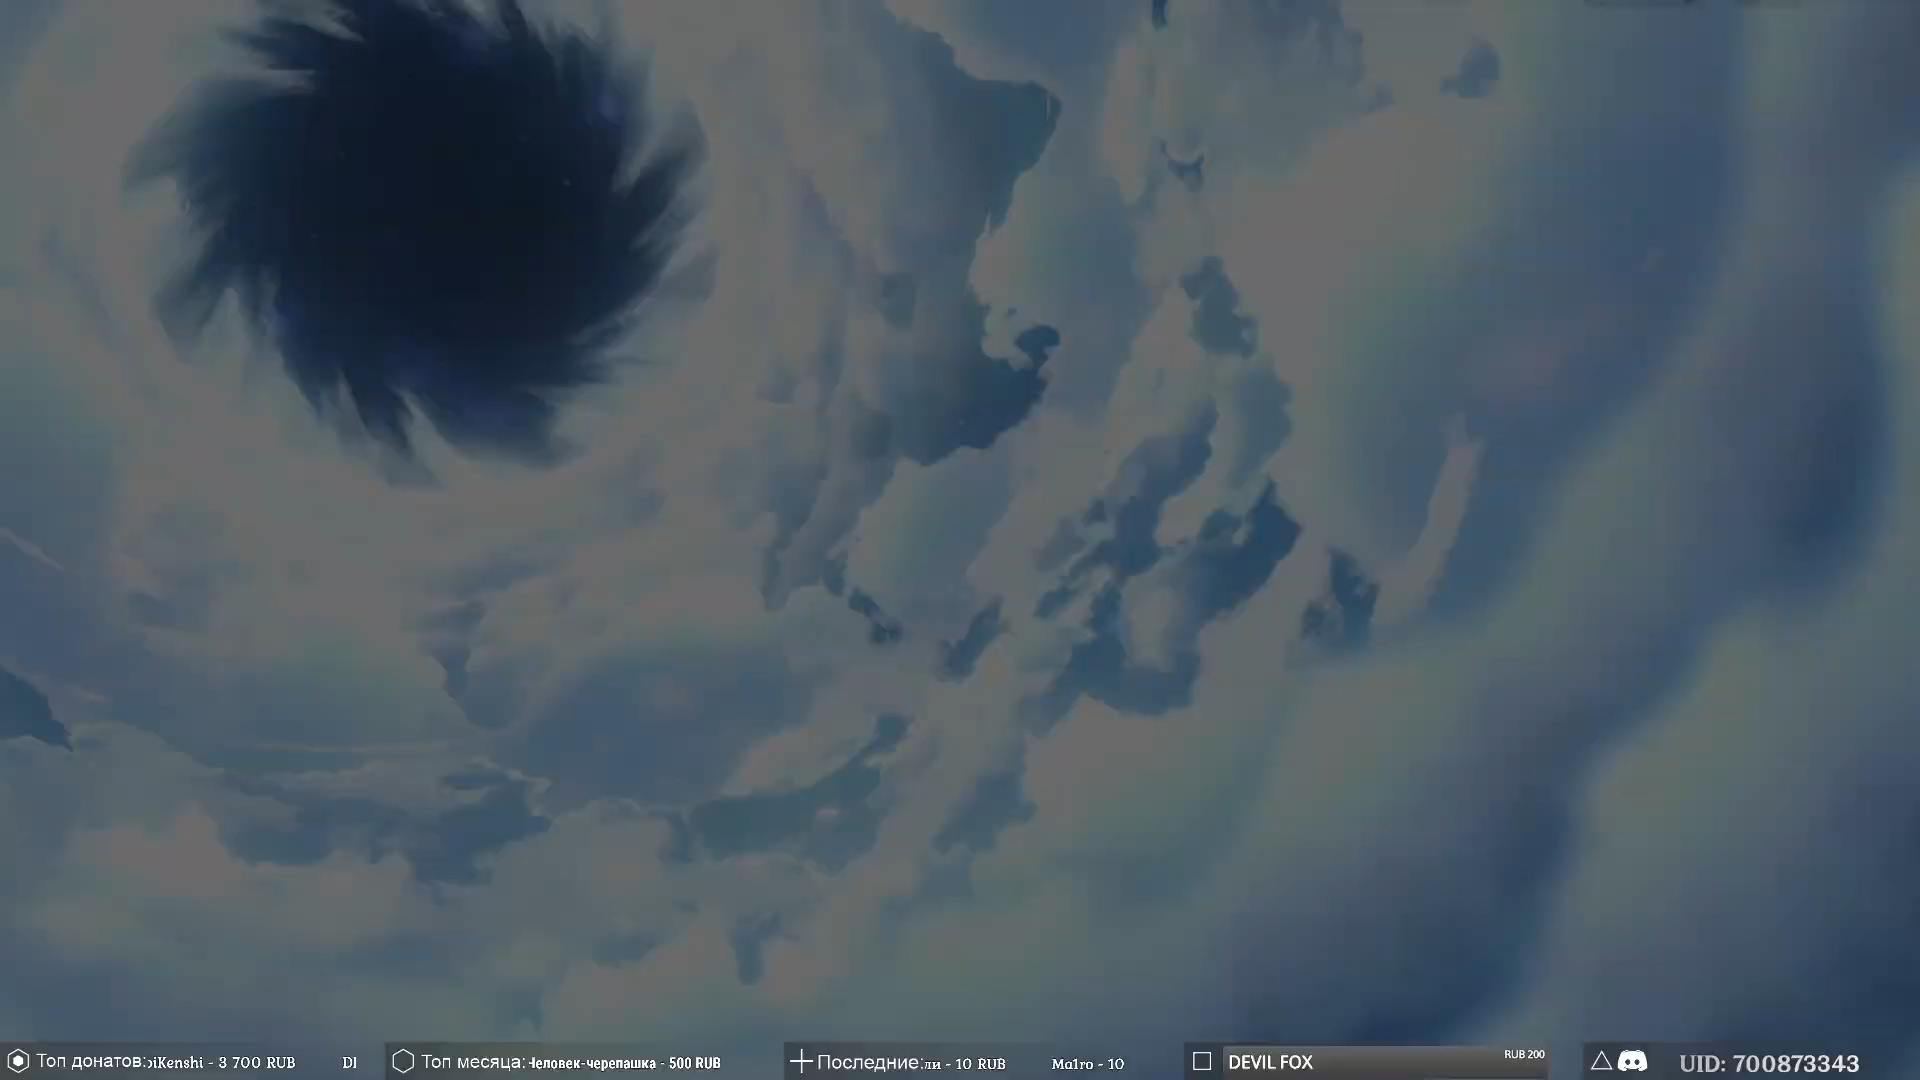 Топ донатов: iKenshi - 3 700 RUB
Топ месяца: Человек-черепашка - 500 RUB
Последние: ли - 10 RUB Ma1ro - 10
DEVIL FOX RUB 200
UID: 700873343